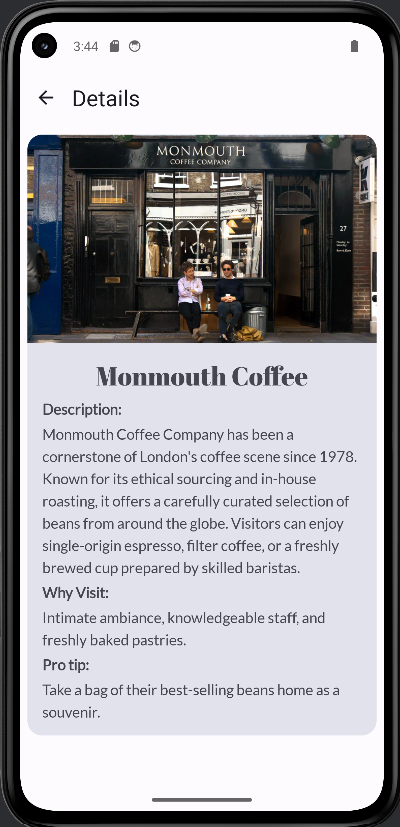 3:44
Details
MONMOUTH
COFFEE COMPANY
27
Monmouth Coffee
Description:
Monmouth Coffee Company has been a
cornerstone of London's coffee scene since 1978.
Known for its ethical sourcing and in-house
roasting, it offers a carefully curated selection of
beans from around the globe. Visitors can enjoy
single-origin espresso, filter coffee, or a freshly
brewed cup prepared by skilled baristas.
Why Visit:
Intimate ambiance, knowledgeable staff, and
freshly baked pastries.
Pro tip:
Take a bag of their best-selling beans home as a
souvenir.